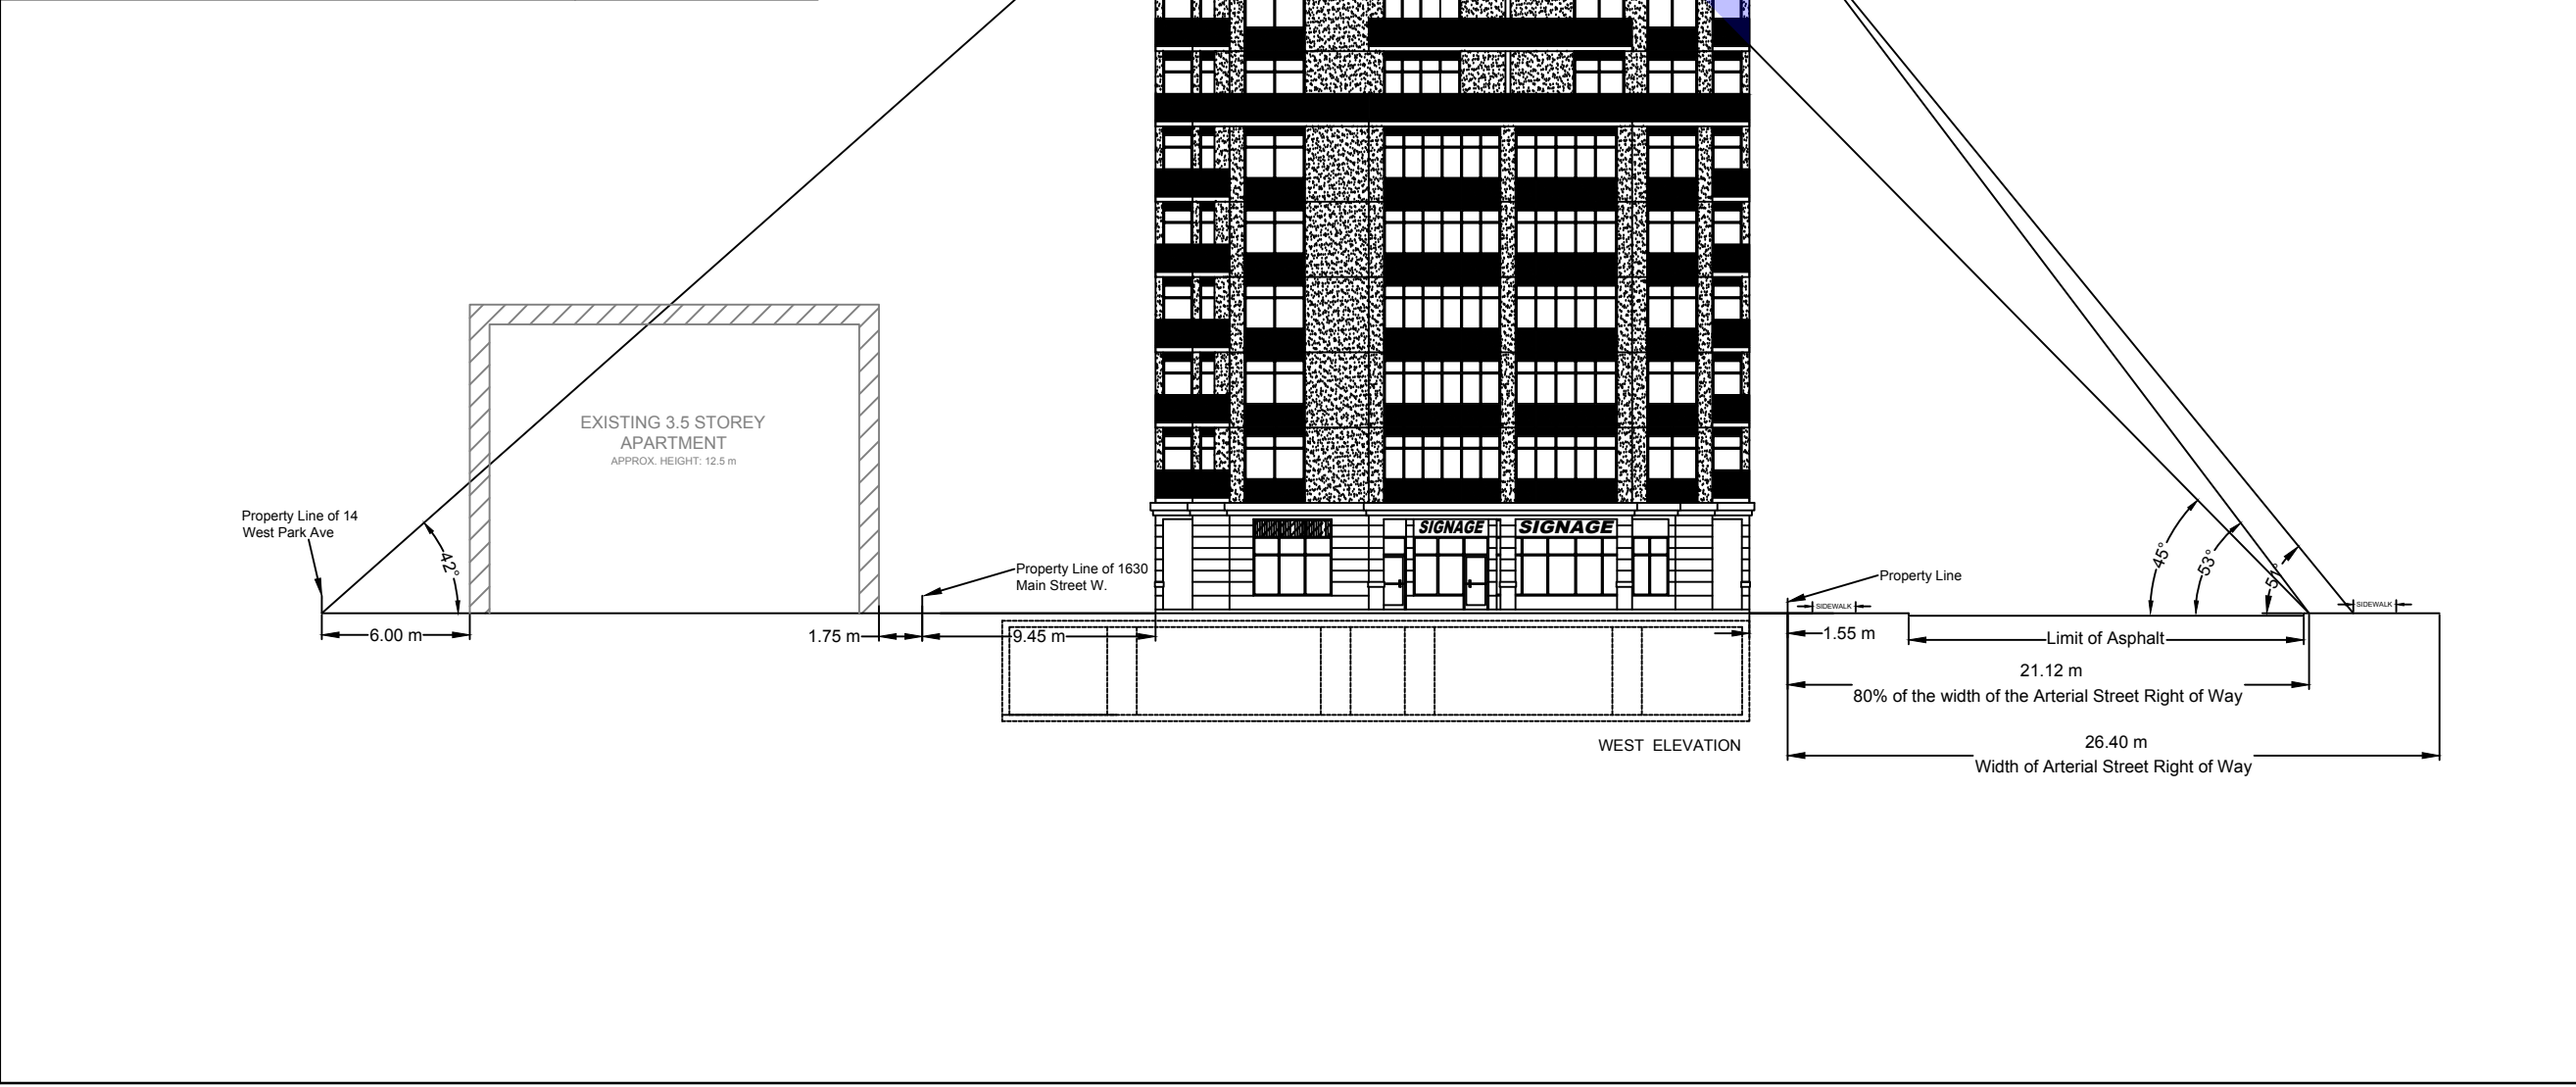 EXISTING 3.5 STOREY
APARTMENT
APPROX. HEIGHT: 12.5 m
Property Line of 14
West Park Ave
42°
SIGNAGE
SIGNAGE
Property Line of 1630
Main Street W.
Property Line
45°
53°
51°
SIDEWALK
SIDEWALK
6.00 m
1.75 m
9.45 m
1.55 m
Limit of Asphalt
21.12 m
80% of the width of the Arterial Street Right of Way
WEST ELEVATION
26.40 m
Width of Arterial Street Right of Way